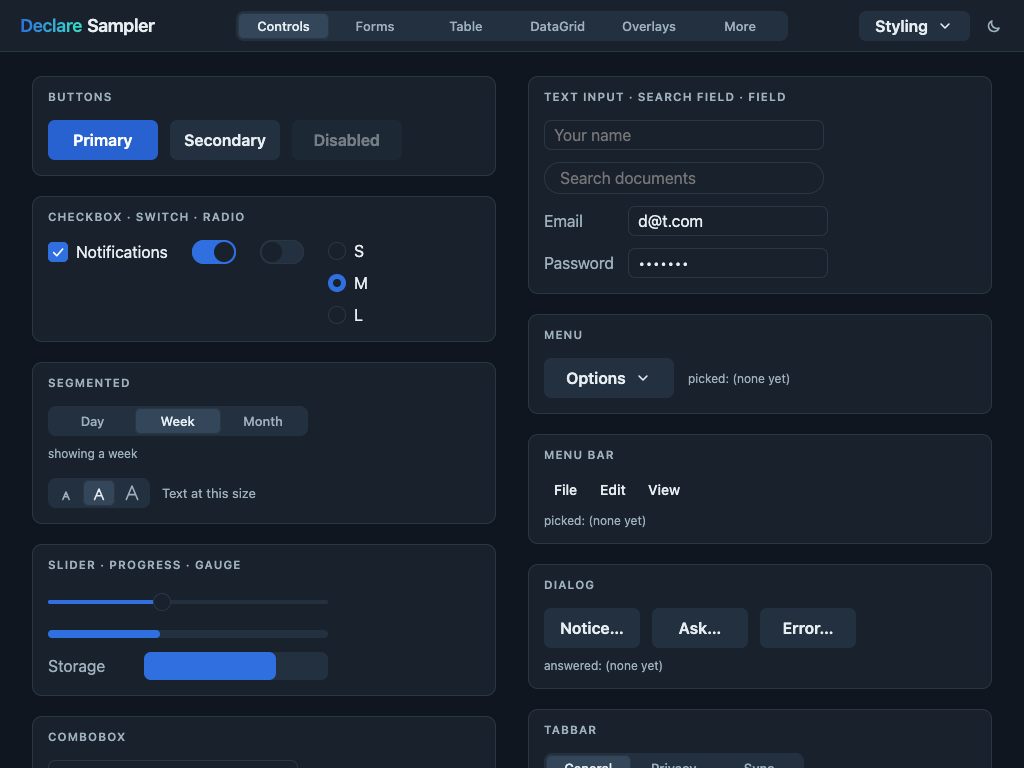 Declare Sampler
Controls
Forms
Table
DataGrid
Overlays
More
Styling
BUTTONS
Primary
Secondary
Disabled
CHECKBOX · SWITCH · RADIO
Notifications
S
M
L
SEGMENTED
Day
Week
Month
showing a week
A
A
A
Text at this size
SLIDER · PROGRESS · GAUGE
Storage
COMBOBOX
TEXT INPUT · SEARCH FIELD · FIELD
Your name
Search documents
Email
d@t.com
Password
•••••••
MENU
Options
picked: (none yet)
MENU BAR
File
Edit
View
picked: (none yet)
DIALOG
Notice...
Ask...
Error...
answered: (none yet)
TABBAR
General
Privacy
Sync